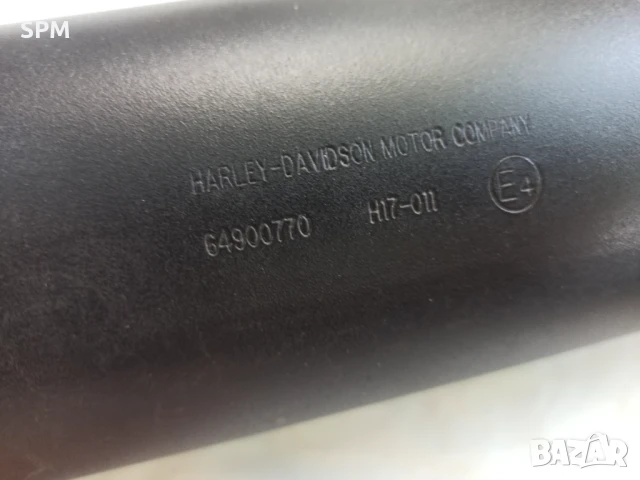 SPM
HARLEY-DAVIDSON MOTOR COMPANY
64900770 H17-011 E4
BAZAR